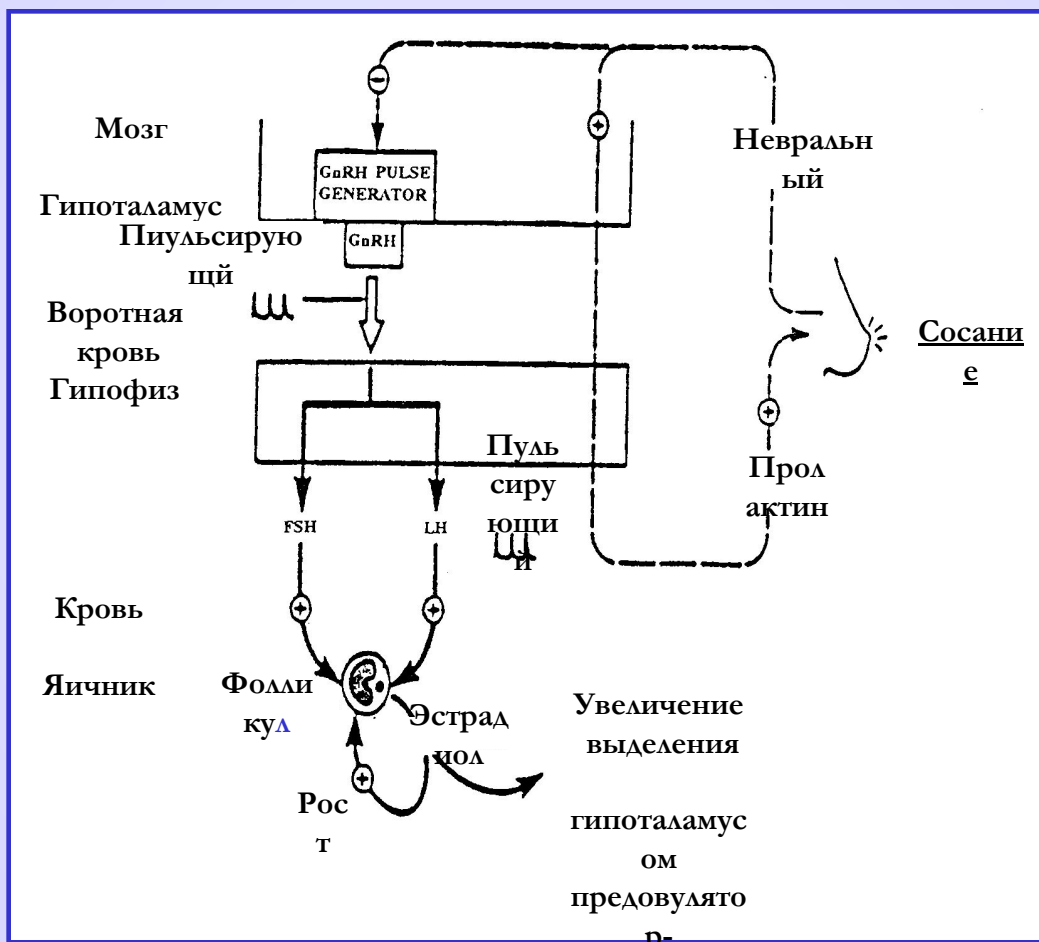 Мозг
Невральн
ый
GnRH PULSE
GENERATOR
Гипоталамус
Пиульсирую
щй
GnRH
Воротная
кровь
Сосани
е
Гипофиз
Пуль
сиру
ющи
й
Прол
актин
FSH
LH
Кровь
Яичник
Фолли
кул
Эстрад
иол
Увеличение
выделения
Рос
т
гипоталамус
ом
предовулято
р-